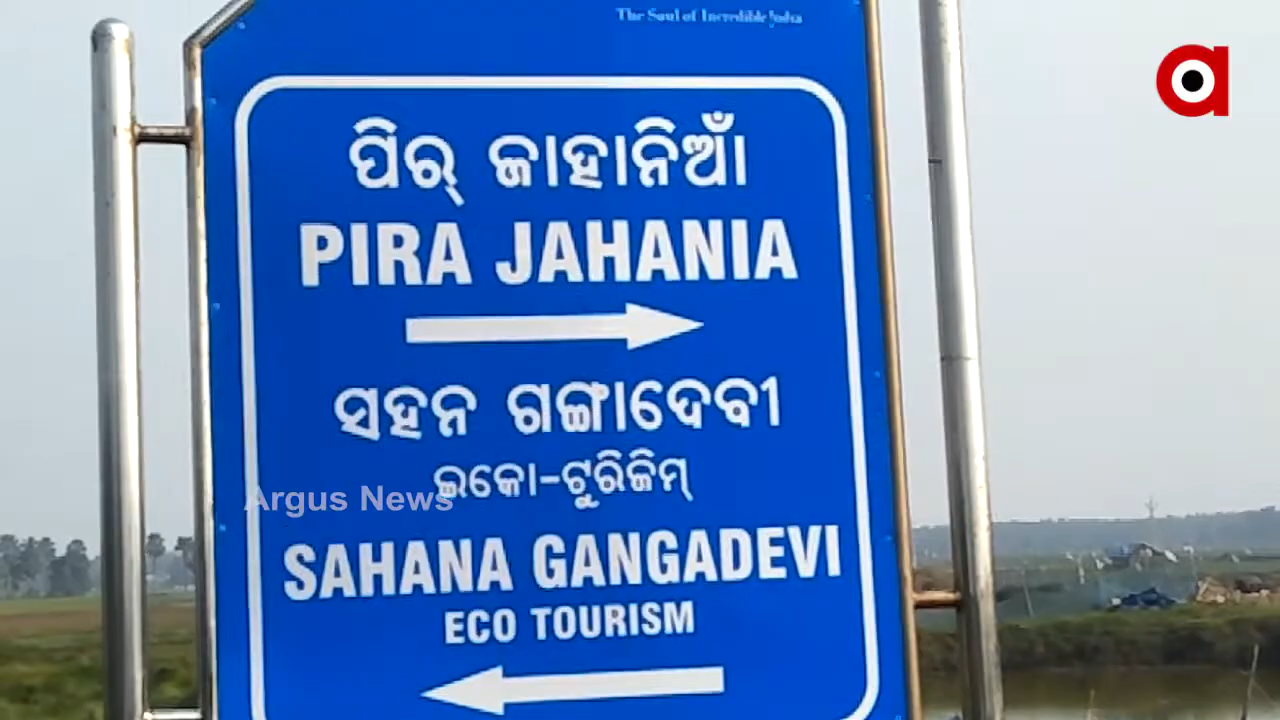 The Soul of Incredible India
ପିର୍ ଜାହାନିଆଁ
PIRA JAHANIA
ସହନ ଗଙ୍ଗାଦେବୀ
ଇକୋ-ଟୁରିଜିମ୍
Argus News
SAHANA GANGADEVI
ECO TOURISM